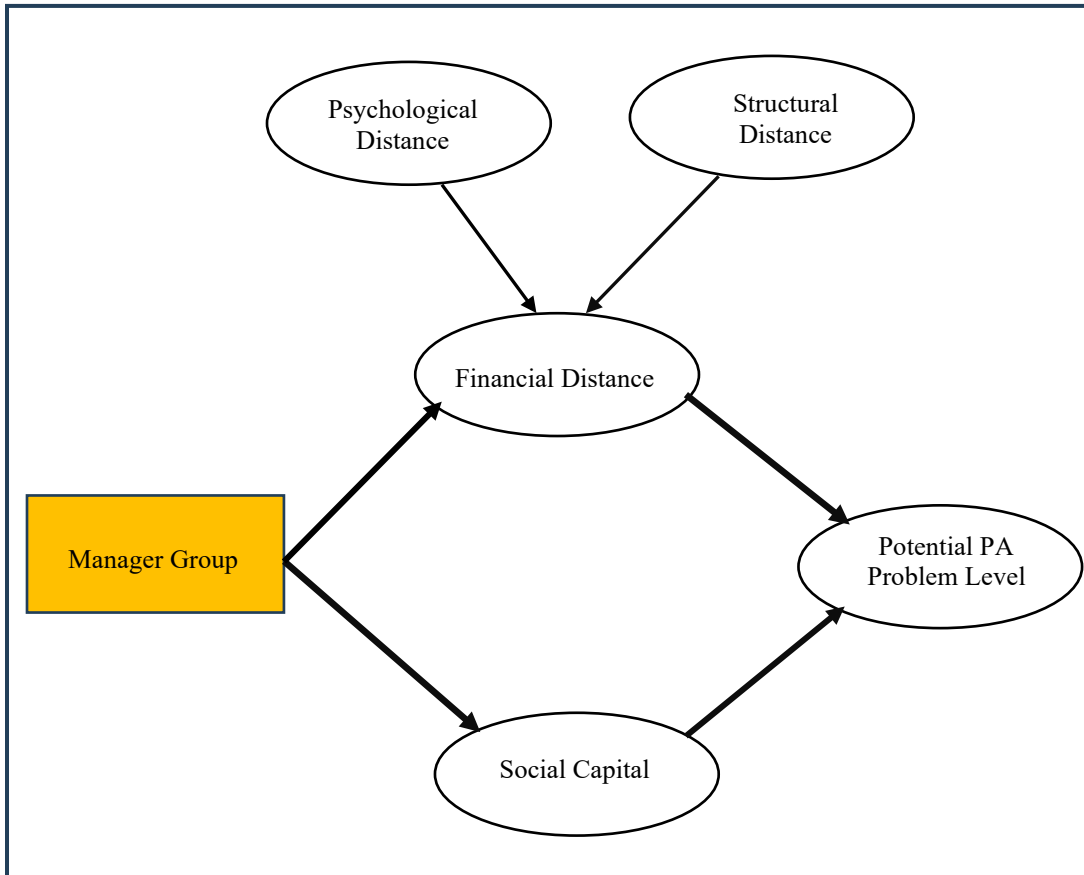 Psychological
Distance
Structural
Distance
Financial Distance
Manager Group
Potential PA
Problem Level
Social Capital